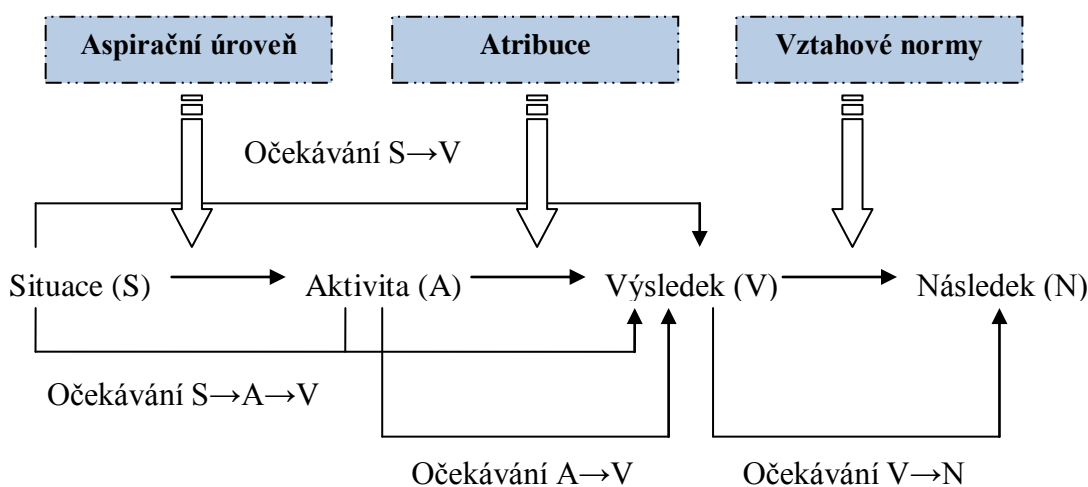 Aspirační úroveň
Atribuce
Vztahové normy
Očekávání S→V
Situace (S)
Aktivita (A)
Výsledek (V)
Následek (N)
Očekávání S→A→V
Očekávání A→V
Očekávání V→N